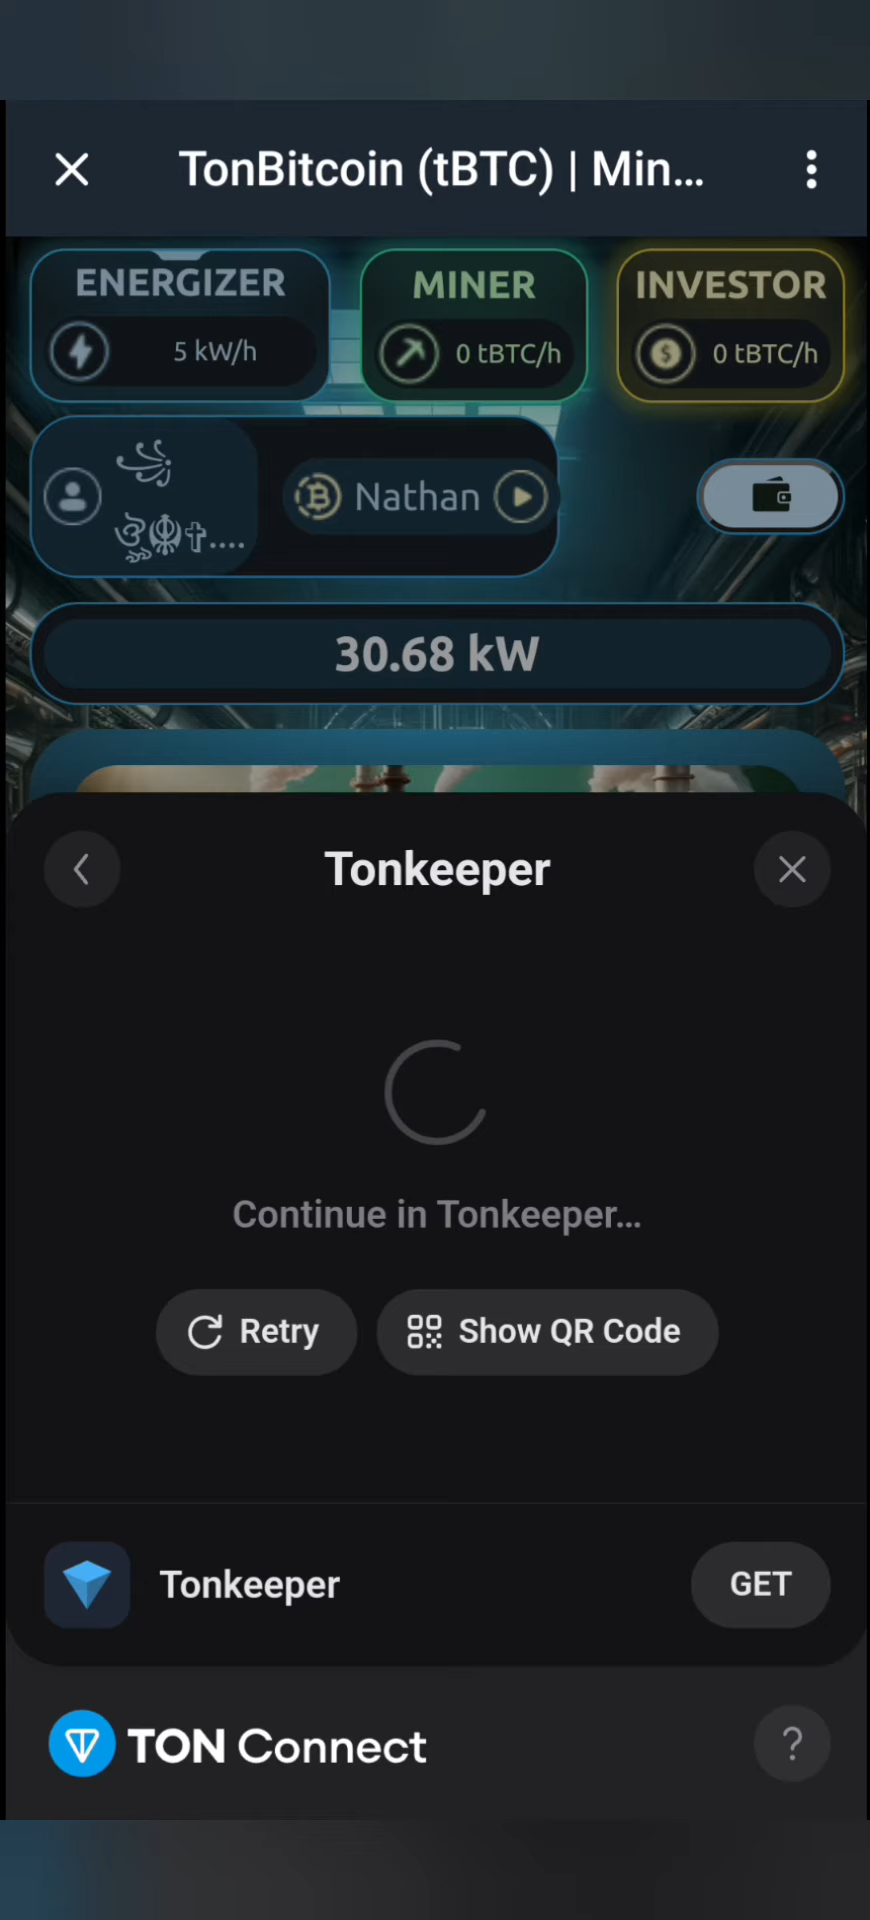 TonBitcoin (tBTC) | Min...
ENERGIZER
MINER
INVESTOR
5 kW/h
0 tBTC/h
0 tBTC/h
Nathan
30.68 kW
Tonkeeper
Continue in Tonkeeper...
Retry
Show QR Code
Tonkeeper
GET
TON Connect
?